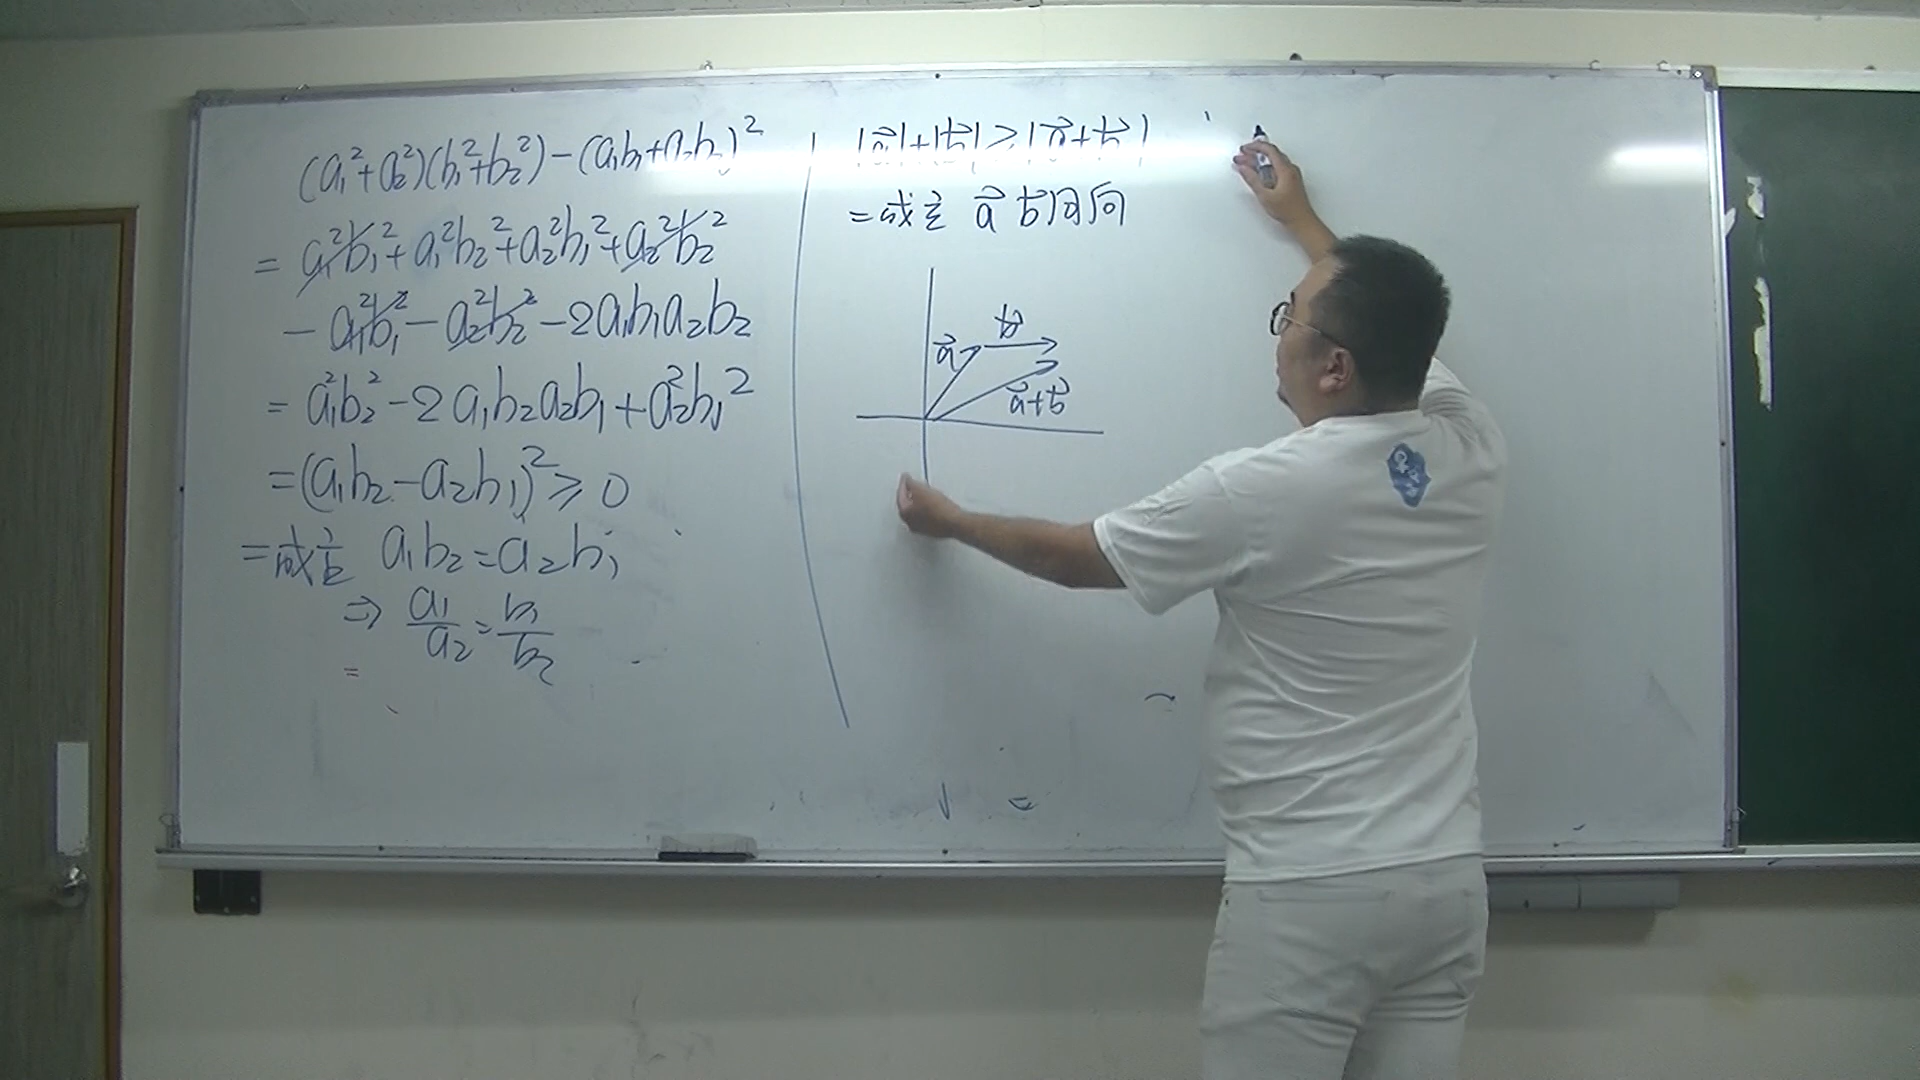 (a₁²+a₂²)(b₁²+b₂²)-(a₁b₁+a₂b₂)²
= a₁²b₁²+a₁²b₂²+a₂²b₁²+a₂²b₂²
- a₁²b₁²-a₂²b₂²-2a₁b₁a₂b₂
= a₁²b₂²-2a₁b₂a₂b₁+a₂²b₁²
=(a₁b₂-a₂b₁)²≥0
=成立 a₁b₂=a₂b₁
⇒ a₁/a₂=b₁/b₂
|a⃗|+|b⃗|≥|a⃗+b⃗|
=成立 a⃗ b⃗同向
b⃗
a⃗
a⃗+b⃗